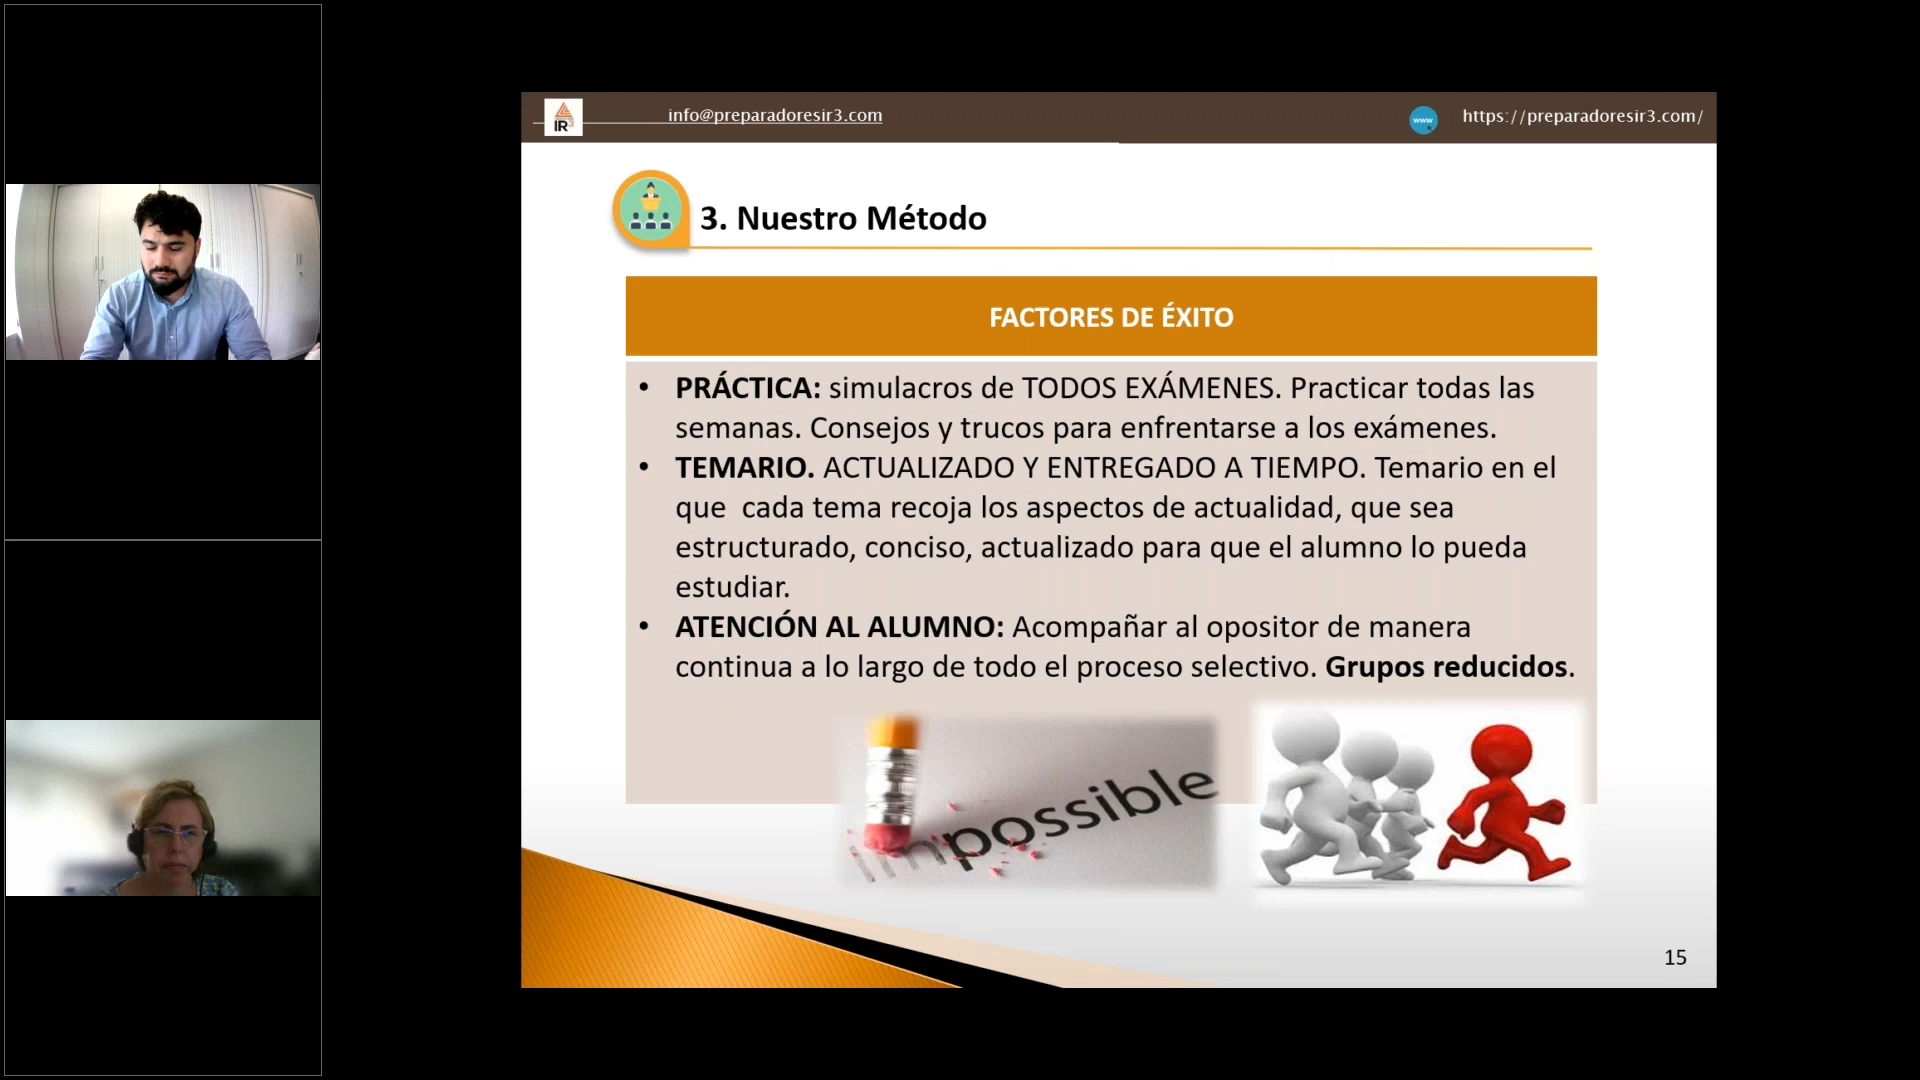 IR3
info@preparadoresir3.com
www
https://preparadoresir3.com/
3. Nuestro Método
FACTORES DE ÉXITO
• PRÁCTICA: simulacros de TODOS EXÁMENES. Practicar todas las
semanas. Consejos y trucos para enfrentarse a los exámenes.
• TEMARIO. ACTUALIZADO Y ENTREGADO A TIEMPO. Temario en el
que cada tema recoja los aspectos de actualidad, que sea
estructurado, conciso, actualizado para que el alumno lo pueda
estudiar.
• ATENCIÓN AL ALUMNO: Acompañar al opositor de manera
continua a lo largo de todo el proceso selectivo. Grupos reducidos.
impossible
15